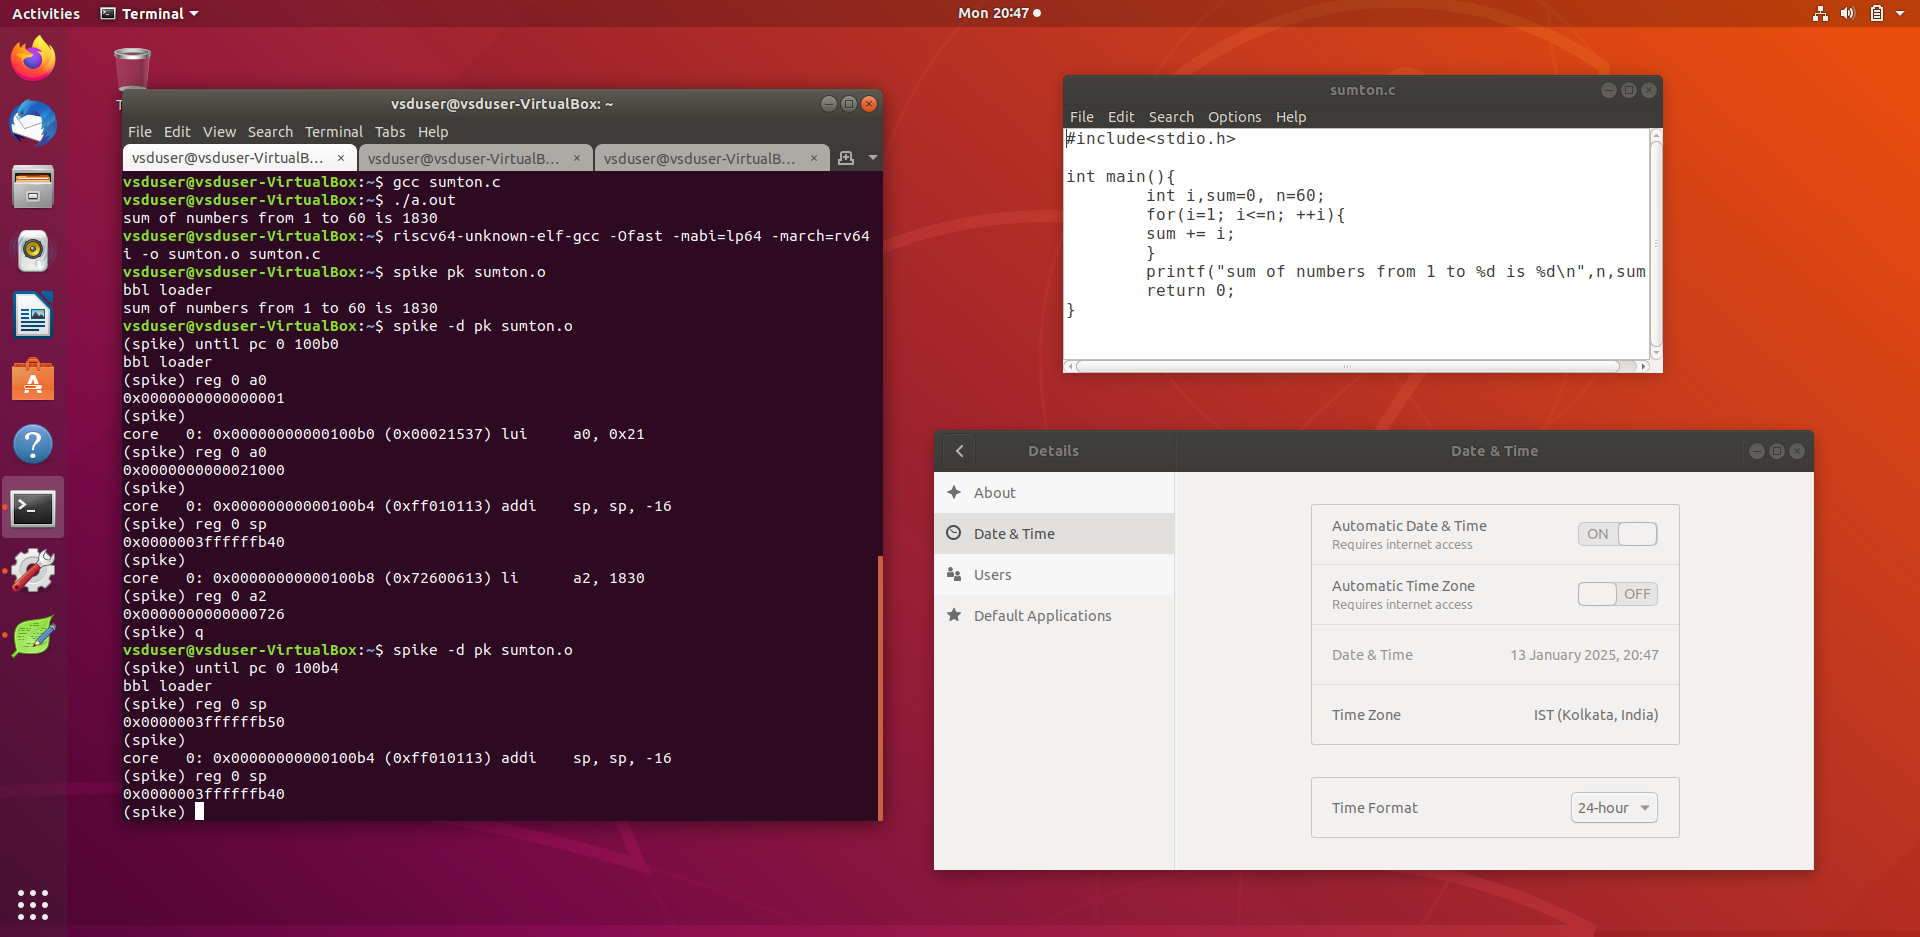 Activities
Terminal
Mon 20:47
vsduser@vsduser-VirtualBox: ~
File Edit View Search Terminal Tabs Help
vsduser@vsduser-VirtualB... × vsduser@vsduser-VirtualB... × vsduser@vsduser-VirtualB... ×
vsduser@vsduser-VirtualBox:~$ gcc sumton.c
vsduser@vsduser-VirtualBox:~$ ./a.out
sum of numbers from 1 to 60 is 1830
vsduser@vsduser-VirtualBox:~$ riscv64-unknown-elf-gcc -Ofast -mabi=lp64 -march=rv64
i -o sumton.o sumton.c
vsduser@vsduser-VirtualBox:~$ spike pk sumton.o
bbl loader
sum of numbers from 1 to 60 is 1830
vsduser@vsduser-VirtualBox:~$ spike -d pk sumton.o
(spike) until pc 0 100b0
bbl loader
(spike) reg 0 a0
0x0000000000000001
(spike)
core   0: 0x00000000000100b0 (0x00021537) lui     a0, 0x21
(spike) reg 0 a0
0x0000000000021000
(spike)
core   0: 0x00000000000100b4 (0xff010113) addi    sp, sp, -16
(spike) reg 0 sp
0x0000003ffffffb40
(spike)
core   0: 0x00000000000100b8 (0x72600613) li      a2, 1830
(spike) reg 0 a2
0x0000000000000726
(spike) q
vsduser@vsduser-VirtualBox:~$ spike -d pk sumton.o
(spike) until pc 0 100b4
bbl loader
(spike) reg 0 sp
0x0000003ffffffb50
(spike)
core   0: 0x00000000000100b4 (0xff010113) addi    sp, sp, -16
(spike) reg 0 sp
0x0000003ffffffb40
(spike)
sumton.c
File Edit Search Options Help
#include<stdio.h>
int main(){
int i,sum=0, n=60;
for(i=1; i<=n; ++i){
sum += i;
}
printf("sum of numbers from 1 to %d is %d\n",n,sum
return 0;
}
Details
Date & Time
About
Date & Time
Users
Default Applications
Automatic Date & Time
Requires internet access
ON
Automatic Time Zone
Requires internet access
OFF
Date & Time 13 January 2025, 20:47
Time Zone IST (Kolkata, India)
Time Format 24-hour